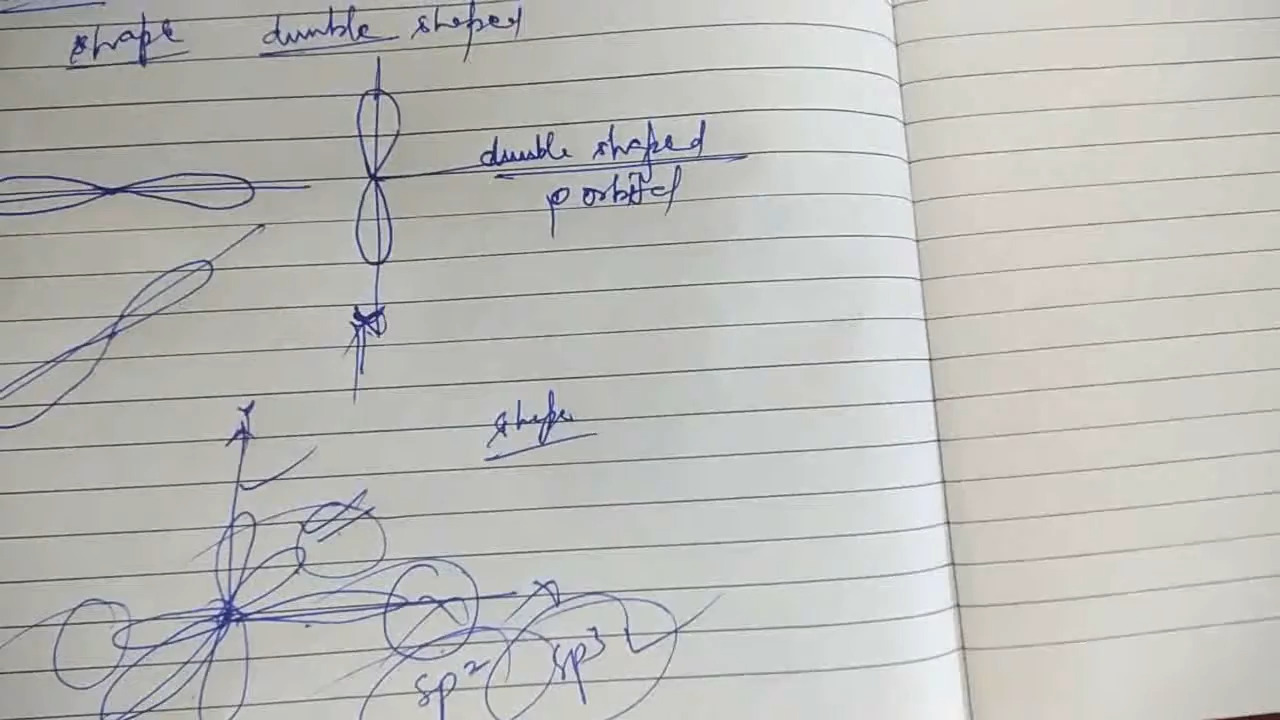 shape dumble shaped
dumble shaped
p orbital
shape
sp² sp³